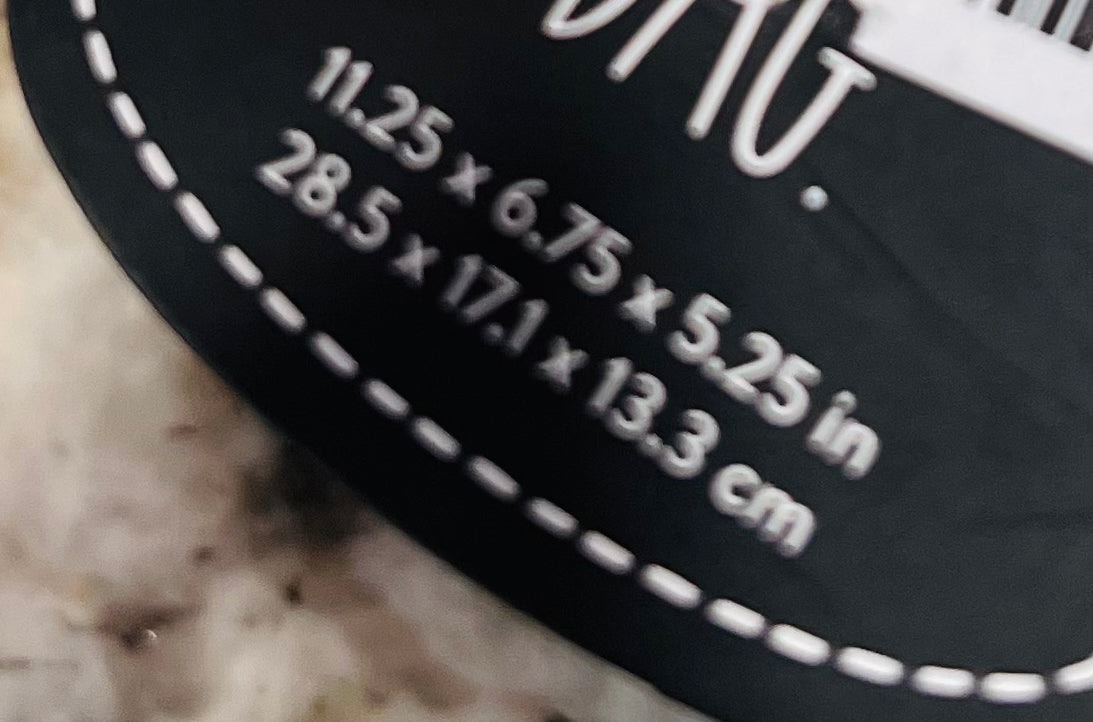 11.25 x 6.75 x 5.25 in
28.5 x 17.1 x 13.3 cm